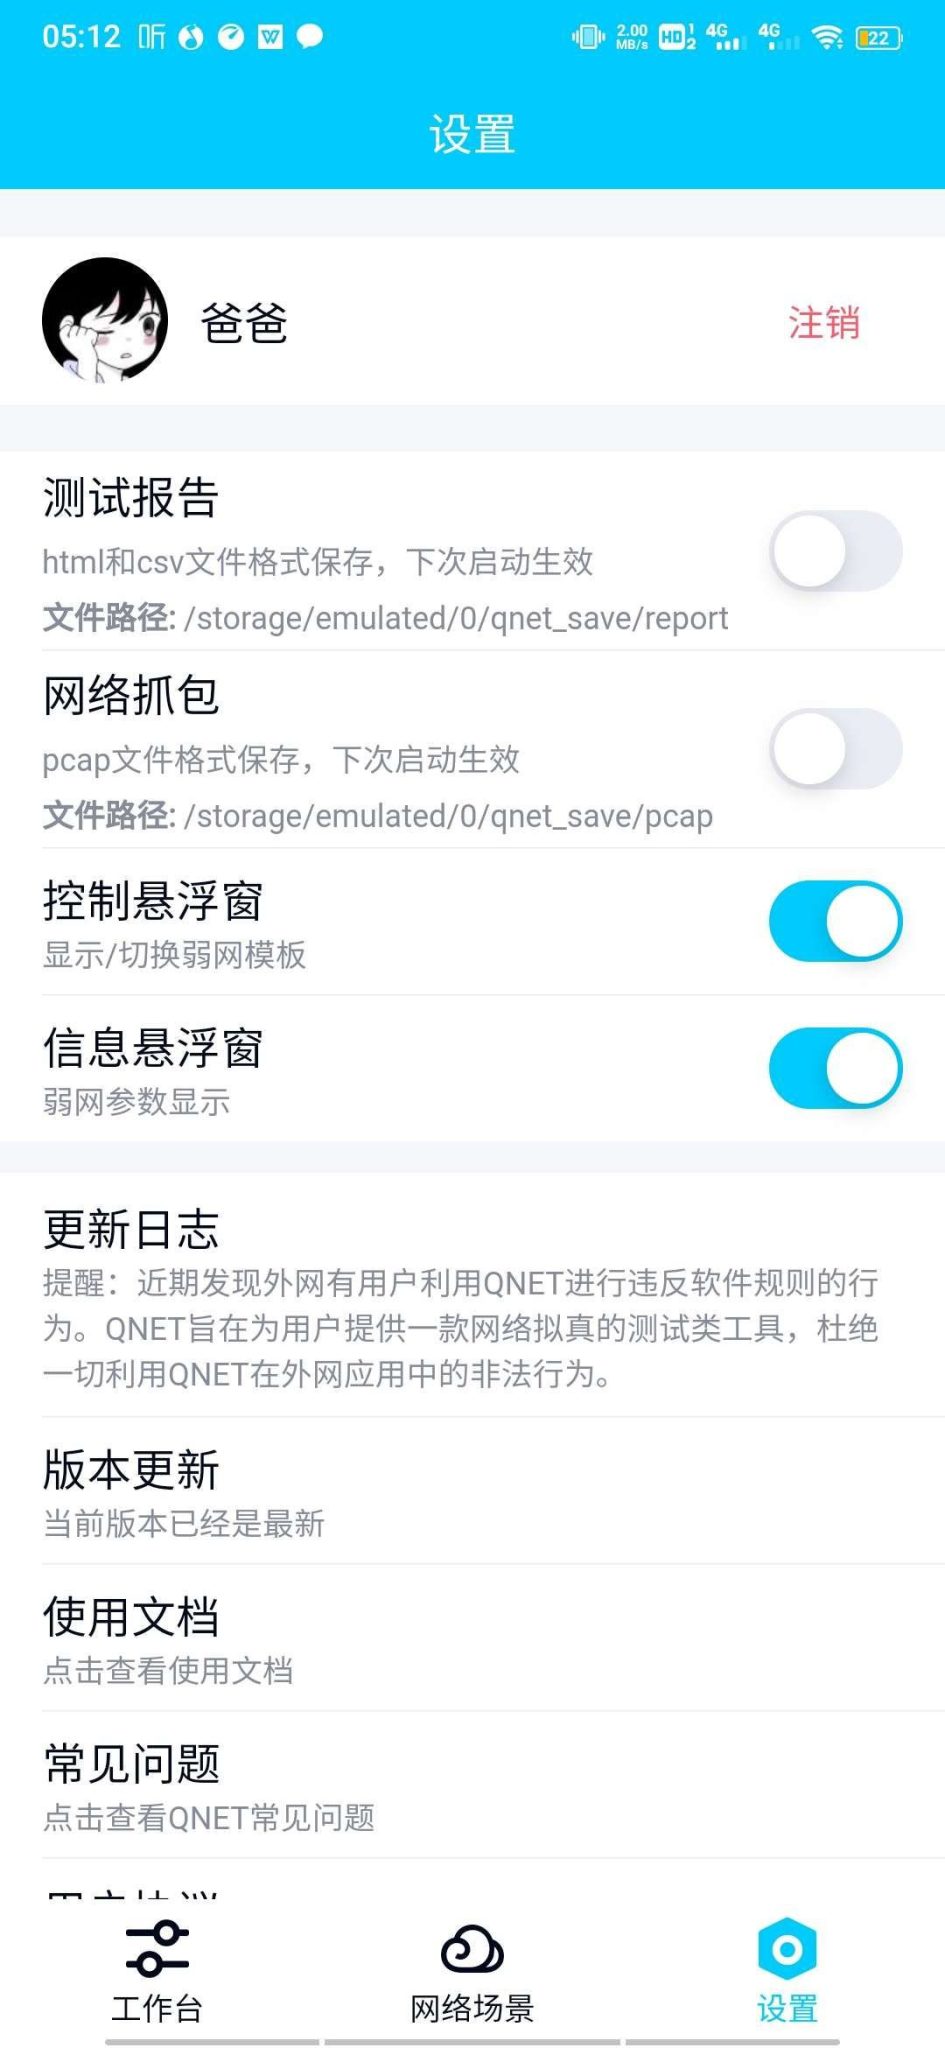 05:12 听 2.00 MB/s HD 1 2 4G 4G 22
设置
爸爸 注销
测试报告
html和csv文件格式保存，下次启动生效
文件路径: /storage/emulated/0/qnet_save/report
网络抓包
pcap文件格式保存，下次启动生效
文件路径: /storage/emulated/0/qnet_save/pcap
控制悬浮窗
显示/切换弱网模板
信息悬浮窗
弱网参数显示
更新日志
提醒：近期发现外网有用户利用QNET进行违反软件规则的行
为。QNET旨在为用户提供一款网络拟真的测试类工具，杜绝
一切利用QNET在外网应用中的非法行为。
版本更新
当前版本已经是最新
使用文档
点击查看使用文档
常见问题
点击查看QNET常见问题
工作台 网络场景 设置